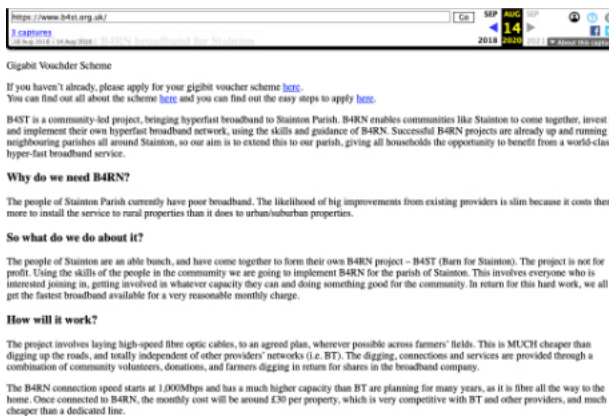 https://www.b4st.org.uk/
Go
SEP AUG SEP
14
2018 2020 2021
3 captures
18 Aug 2018 - 14 Aug 2020
B4RN broadband for Stainton
About this captu
Gigabit Vouchder Scheme
If you haven't already, please apply for your gigibit voucher scheme here.
You can find out all about the scheme here and you can find out the easy steps to apply here.
B4ST is a community-led project, bringing hyperfast broadband to Stainton Parish. B4RN enables communities like Stainton to come together, invest
and implement their own hyperfast broadband network, using the skills and guidance of B4RN. Successful B4RN projects are already up and running
neighbouring parishes all around Stainton, so our aim is to extend this to our parish, giving all households the opportunity to benefit from a world-clas
hyper-fast broadband service.
Why do we need B4RN?
The people of Stainton Parish currently have poor broadband. The likelihood of big improvements from existing providers is slim because it costs ther
more to install the service to rural properties than it does to urban/suburban properties.
So what do we do about it?
The people of Stainton are an able bunch, and have come together to form their own B4RN project – B4ST (Barn for Stainton). The project is not for
profit. Using the skills of the people in the community we are going to implement B4RN for the parish of Stainton. This involves everyone who is
interested joining in, getting involved in whatever capacity they can and doing something good for the community. In return for this hard work, we all
get the fastest broadband available for a very reasonable monthly charge.
How will it work?
The project involves laying high-speed fibre optic cables, to an agreed plan, wherever possible across farmers' fields. This is MUCH cheaper than
digging up the roads, and totally independent of other providers' networks (i.e. BT). The digging, connections and services are provided through a
combination of community volunteers, donations, and farmers digging in return for shares in the broadband company.
The B4RN connection speed starts at 1,000Mbps and has a much higher capacity than BT are planning for many years, as it is fibre all the way to the
home. Once connected to B4RN, the monthly cost will be around £30 per property, which is very competitive with BT and other providers, and much
cheaper than a dedicated line.